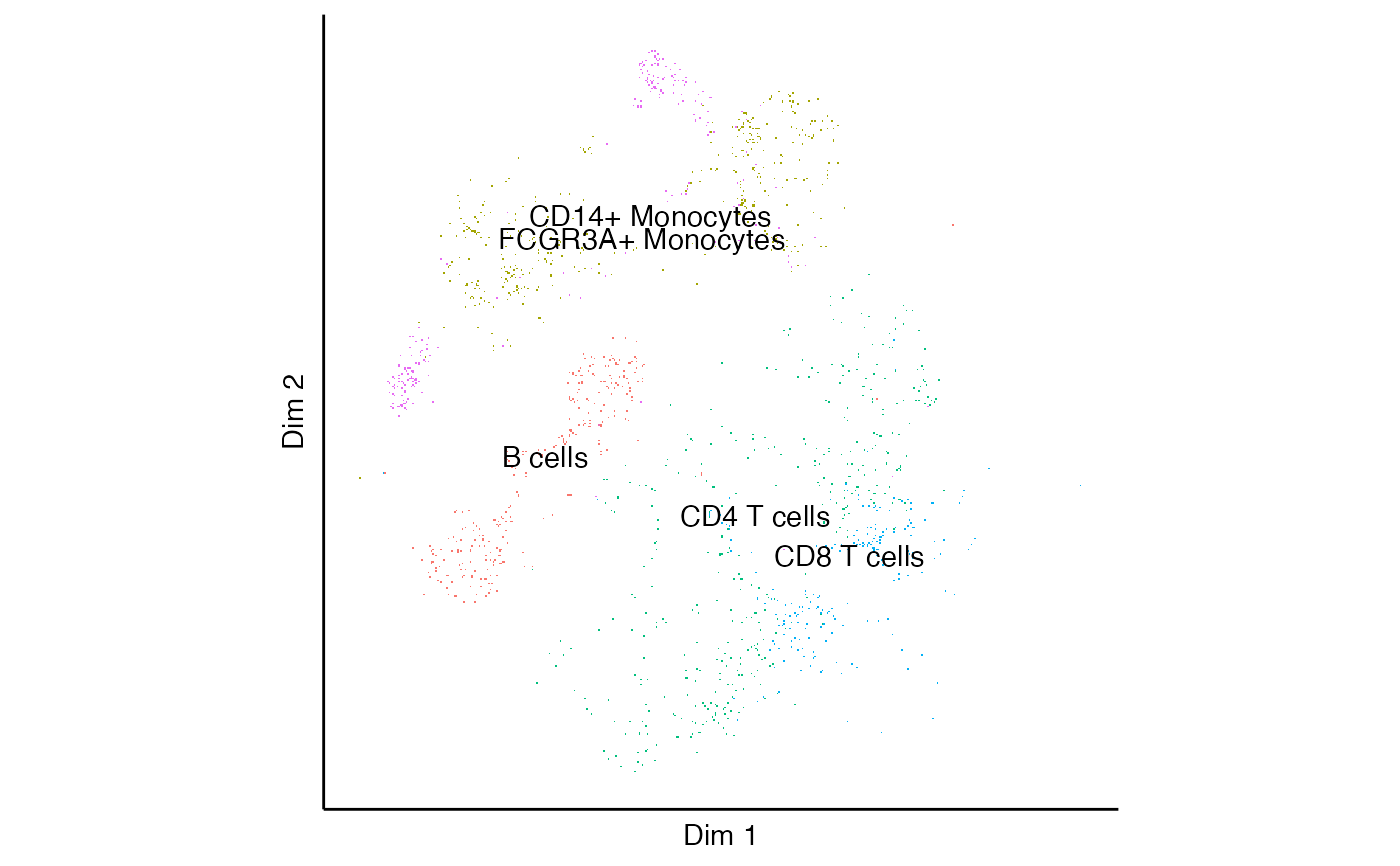 CD14+ Monocytes
FCGR3A+ Monocytes
Dim 2
B cells
CD4 T cells
CD8 T cells
Dim 1